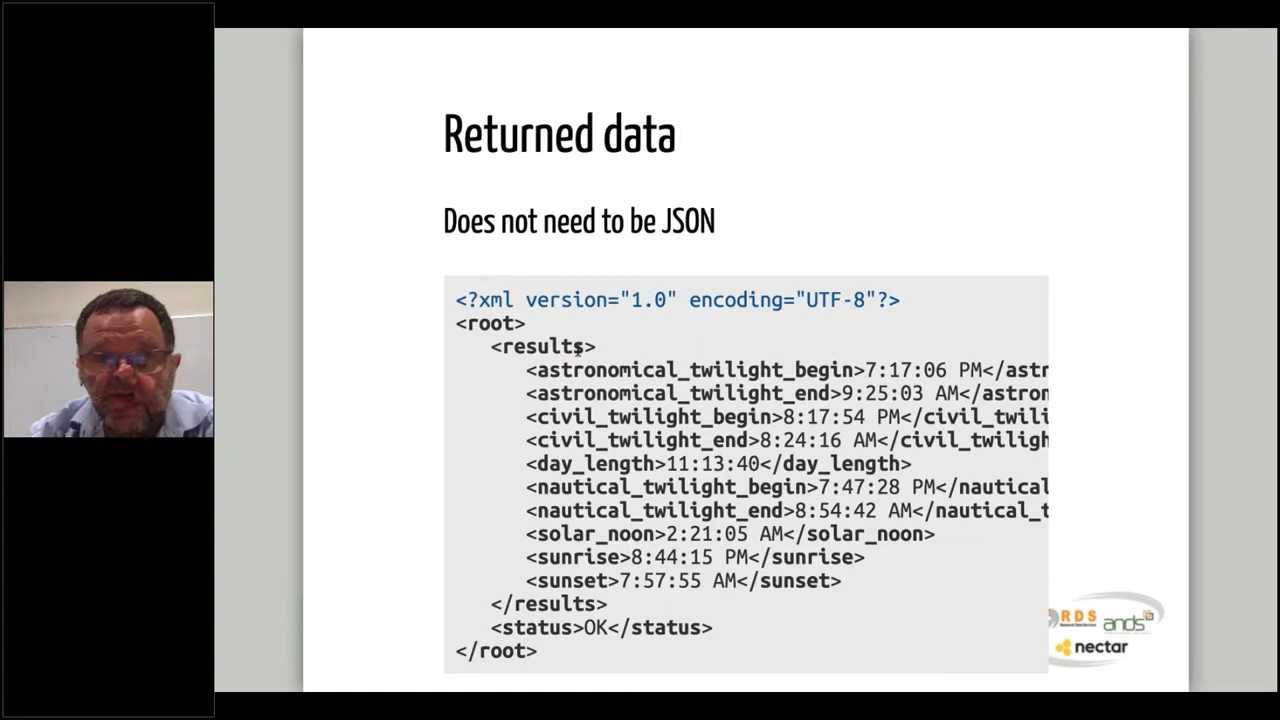 Returned data
Does not need to be JSON
<?xml version="1.0" encoding="UTF-8"?>
<root>
<results>
<astronomical_twilight_begin>7:17:06 PM</astr
<astronomical_twilight_end>9:25:03 AM</astron
<civil_twilight_begin>8:17:54 PM</civil_twili
<civil_twilight_end>8:24:16 AM</civil_twiligh
<day_length>11:13:40</day_length>
<nautical_twilight_begin>7:47:28 PM</nautical
<nautical_twilight_end>8:54:42 AM</nautical_t
<solar_noon>2:21:05 AM</solar_noon>
<sunrise>8:44:15 PM</sunrise>
<sunset>7:57:55 AM</sunset>
</results>
<status>OK</status>
</root>
RDS
ands
nectar